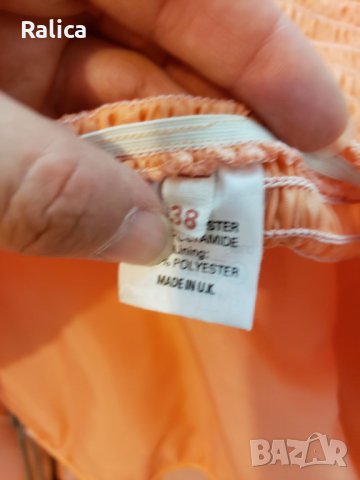 Ralica
38
ESTER
AMIDE
Lining:
% POLYESTER
MADE IN U.K.
BAZAR